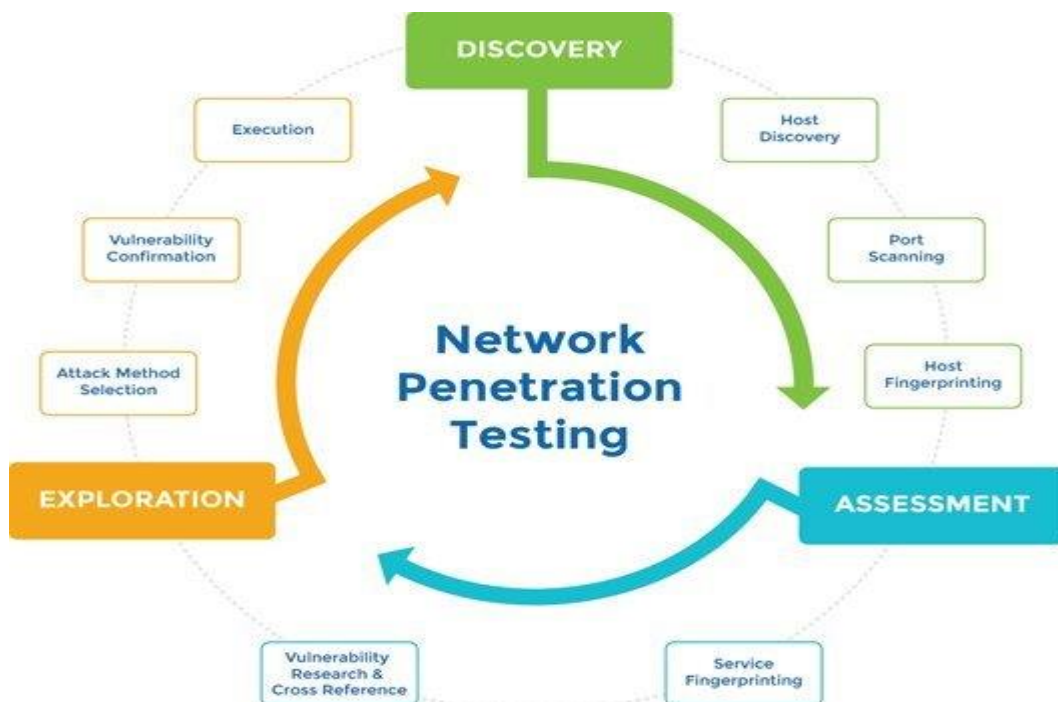 DISCOVERY
Host
Discovery
Port
Scanning
Host
Fingerprinting
ASSESSMENT
Service
Fingerprinting
Vulnerability
Research &
Cross Reference
EXPLORATION
Attack Method
Selection
Vulnerability
Confirmation
Execution
Network
Penetration
Testing